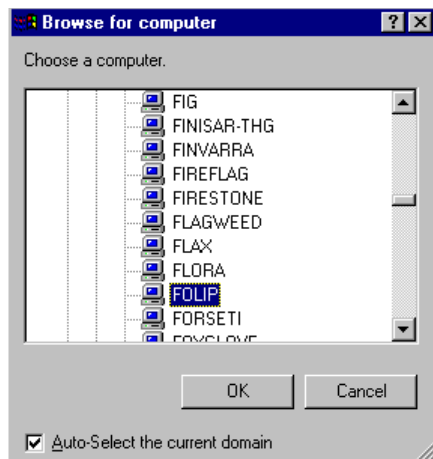 Browse for computer
Choose a computer.
FIG
FINISAR-THG
FINVARRA
FIREFLAG
FIRESTONE
FLAGWEED
FLAX
FLORA
FOLIP
FORSETI
FOXGLOVE
OK Cancel
Auto-Select the current domain